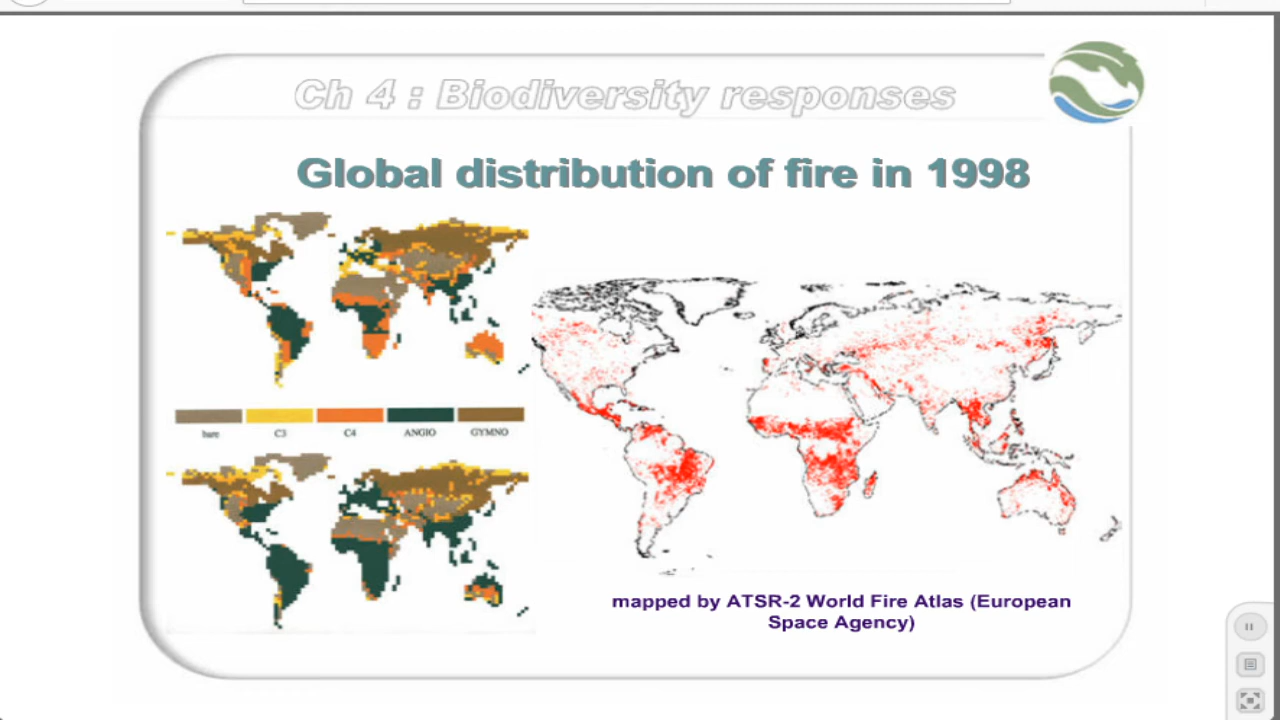 Ch 4 : Biodiversity responses
Global distribution of fire in 1998
bare C3 C4 ANGIO GYMNO
mapped by ATSR-2 World Fire Atlas (European
Space Agency)